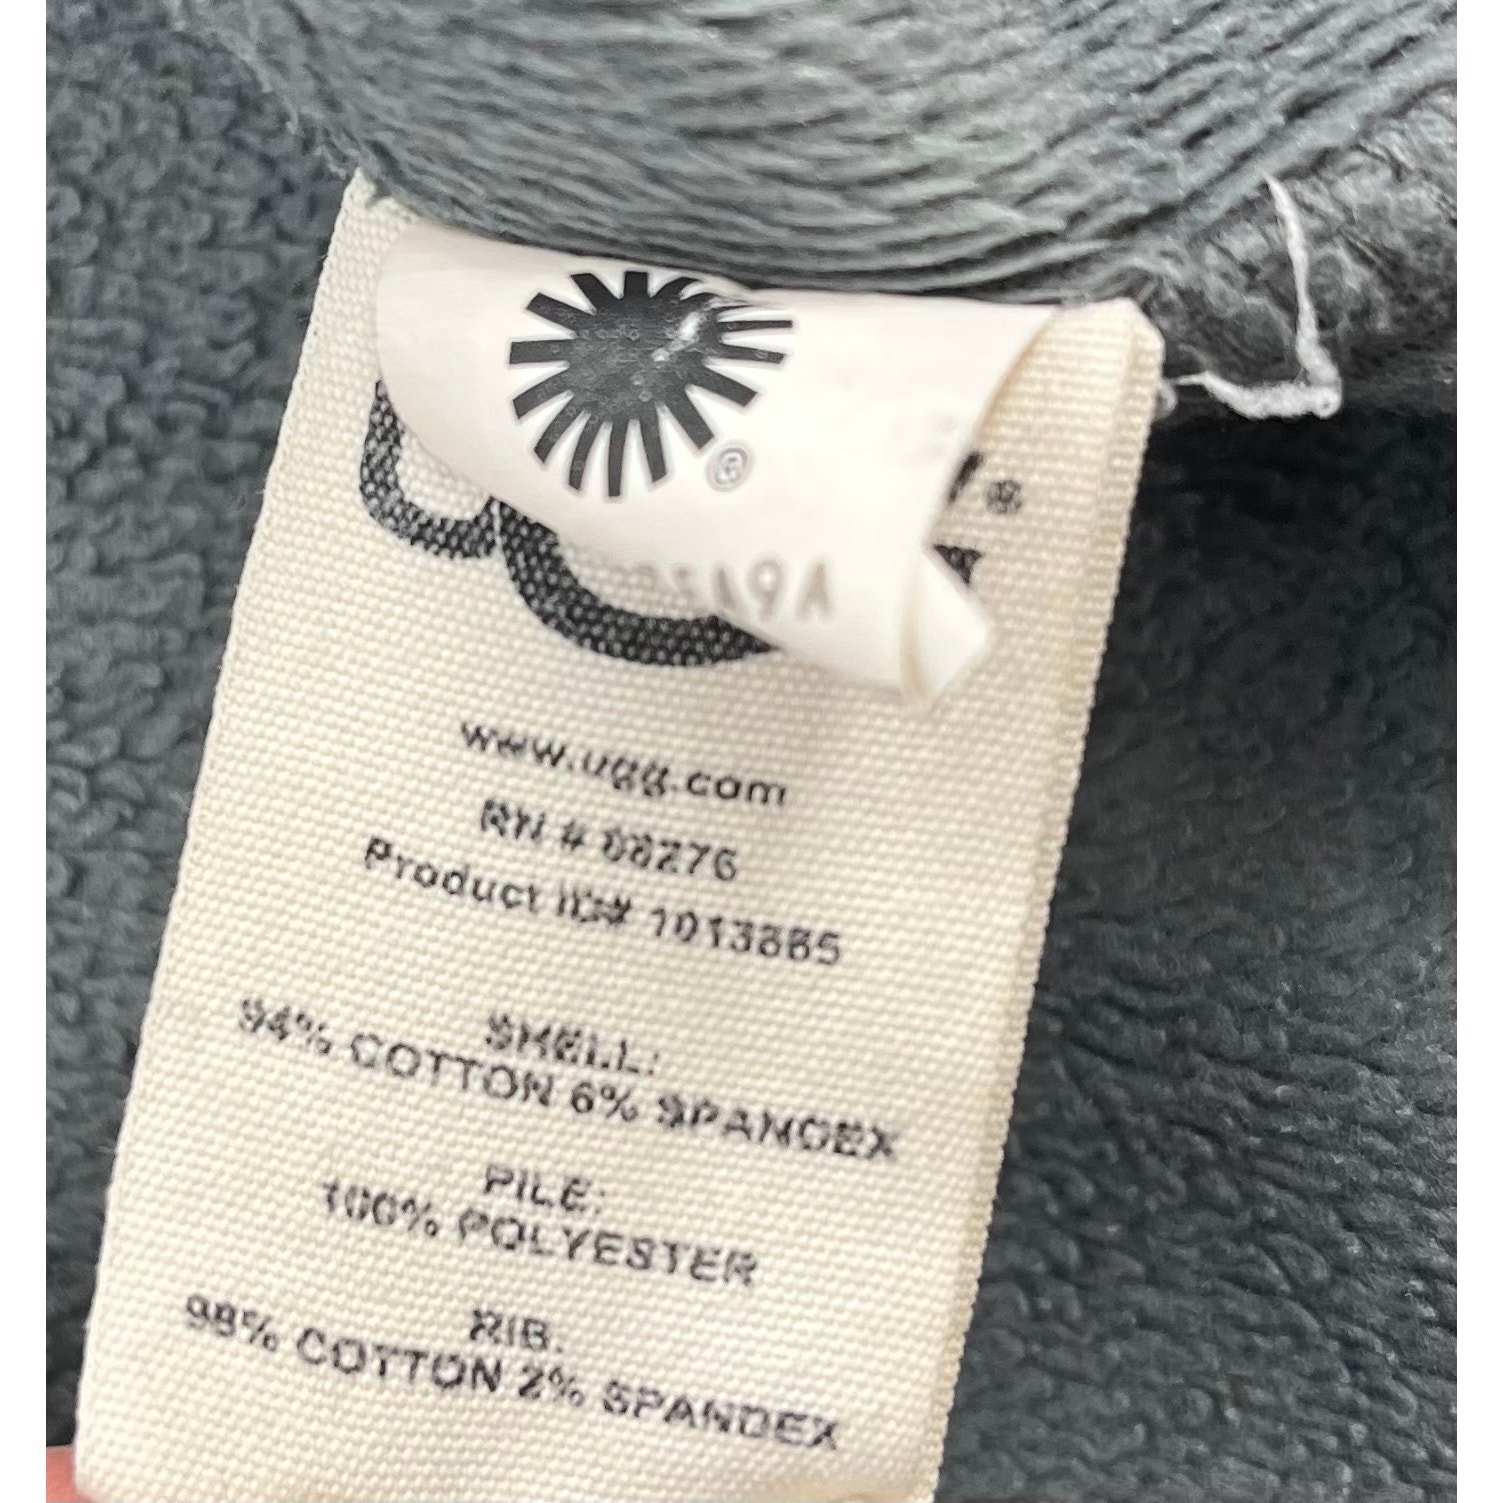 ®
®
www.ugg.com
RN # 88276
Product ID# 1013885
SHELL:
94% COTTON 6% SPANDEX
PILE:
100% POLYESTER
RIB:
98% COTTON 2% SPANDEX